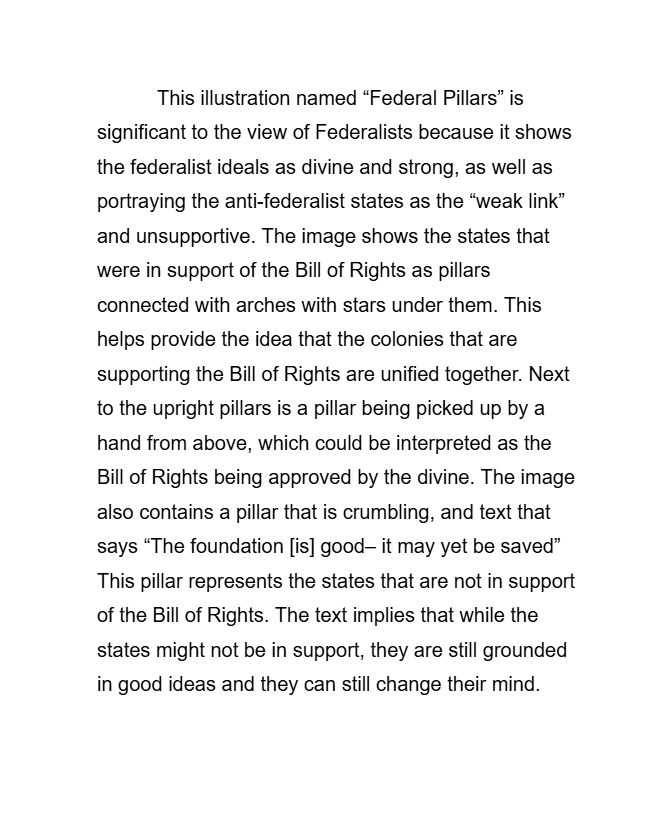 This illustration named “Federal Pillars” is
significant to the view of Federalists because it shows
the federalist ideals as divine and strong, as well as
portraying the anti-federalist states as the “weak link”
and unsupportive. The image shows the states that
were in support of the Bill of Rights as pillars
connected with arches with stars under them. This
helps provide the idea that the colonies that are
supporting the Bill of Rights are unified together. Next
to the upright pillars is a pillar being picked up by a
hand from above, which could be interpreted as the
Bill of Rights being approved by the divine. The image
also contains a pillar that is crumbling, and text that
says “The foundation [is] good– it may yet be saved”
This pillar represents the states that are not in support
of the Bill of Rights. The text implies that while the
states might not be in support, they are still grounded
in good ideas and they can still change their mind.